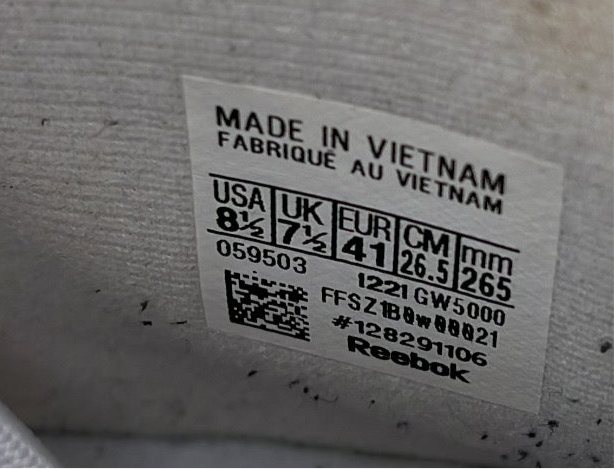 MADE IN VIETNAM
FABRIQUÉ AU VIETNAM
USA UK EUR CM mm
8½ 7½ 41 26.5 265
059503 1221 GW5000
FFSZ1B0w00021
#128291106
Reebok